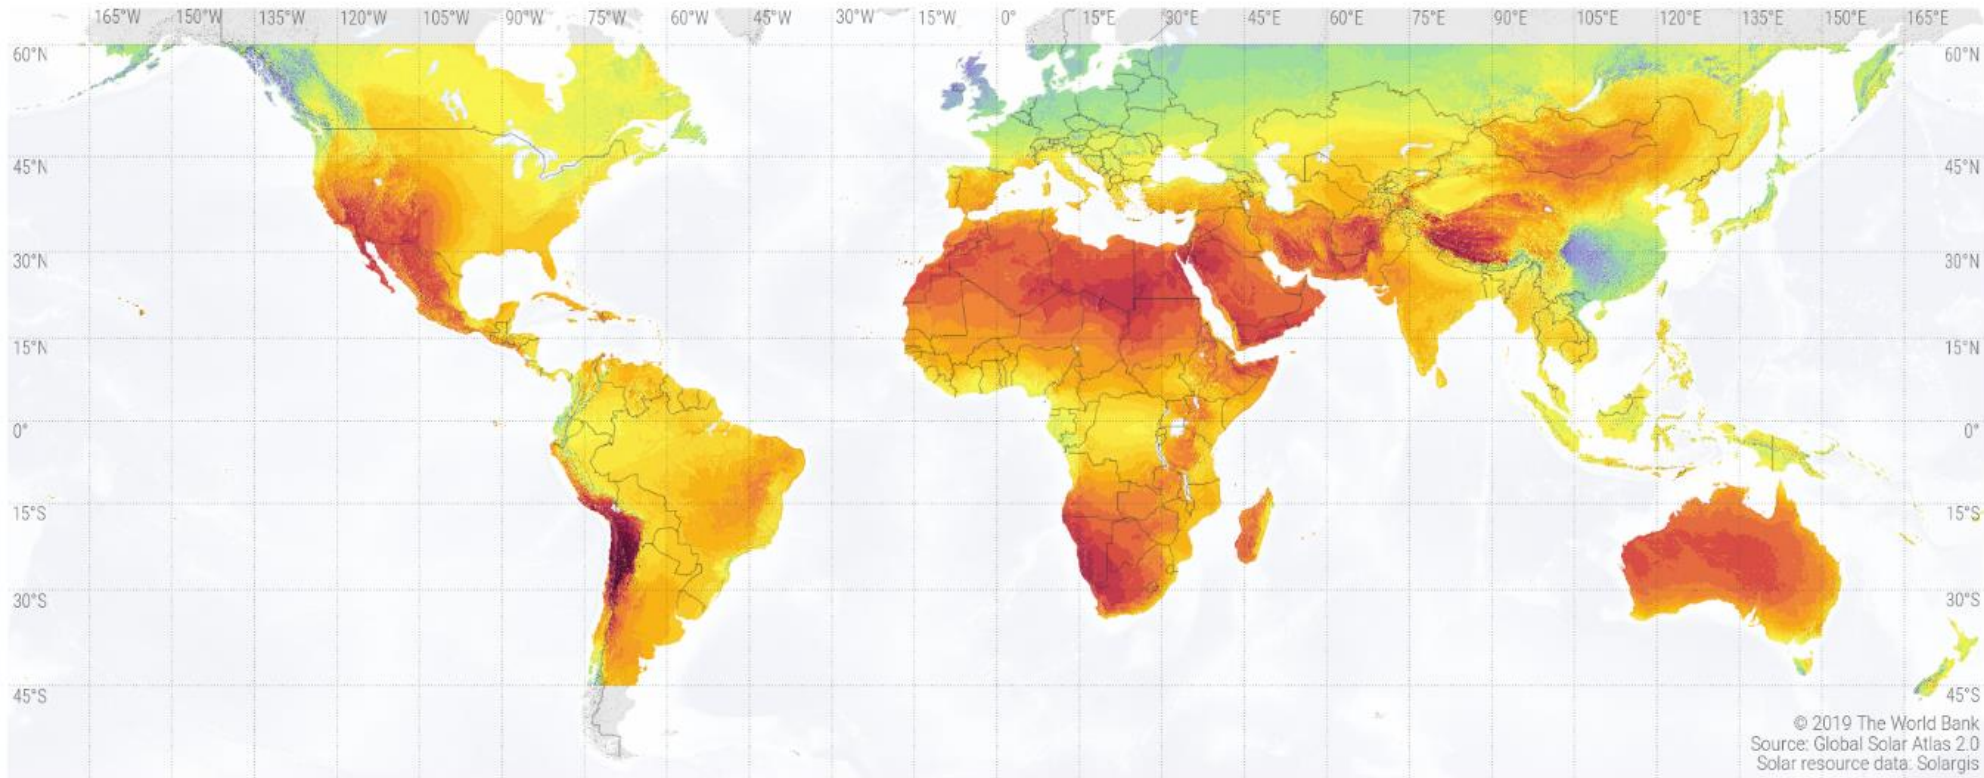 165°W 150°W 135°W 120°W 105°W 90°W 75°W 60°W 45°W 30°W 15°W 0° 15°E 30°E 45°E 60°E 75°E 90°E 105°E 120°E 135°E 150°E 165°E
60°N 60°N
45°N 45°N
30°N 30°N
15°N 15°N
0° 0°
15°S 15°S
30°S 30°S
45°S 45°S
© 2019 The World Bank
Source: Global Solar Atlas 2.0
Solar resource data: Solargis